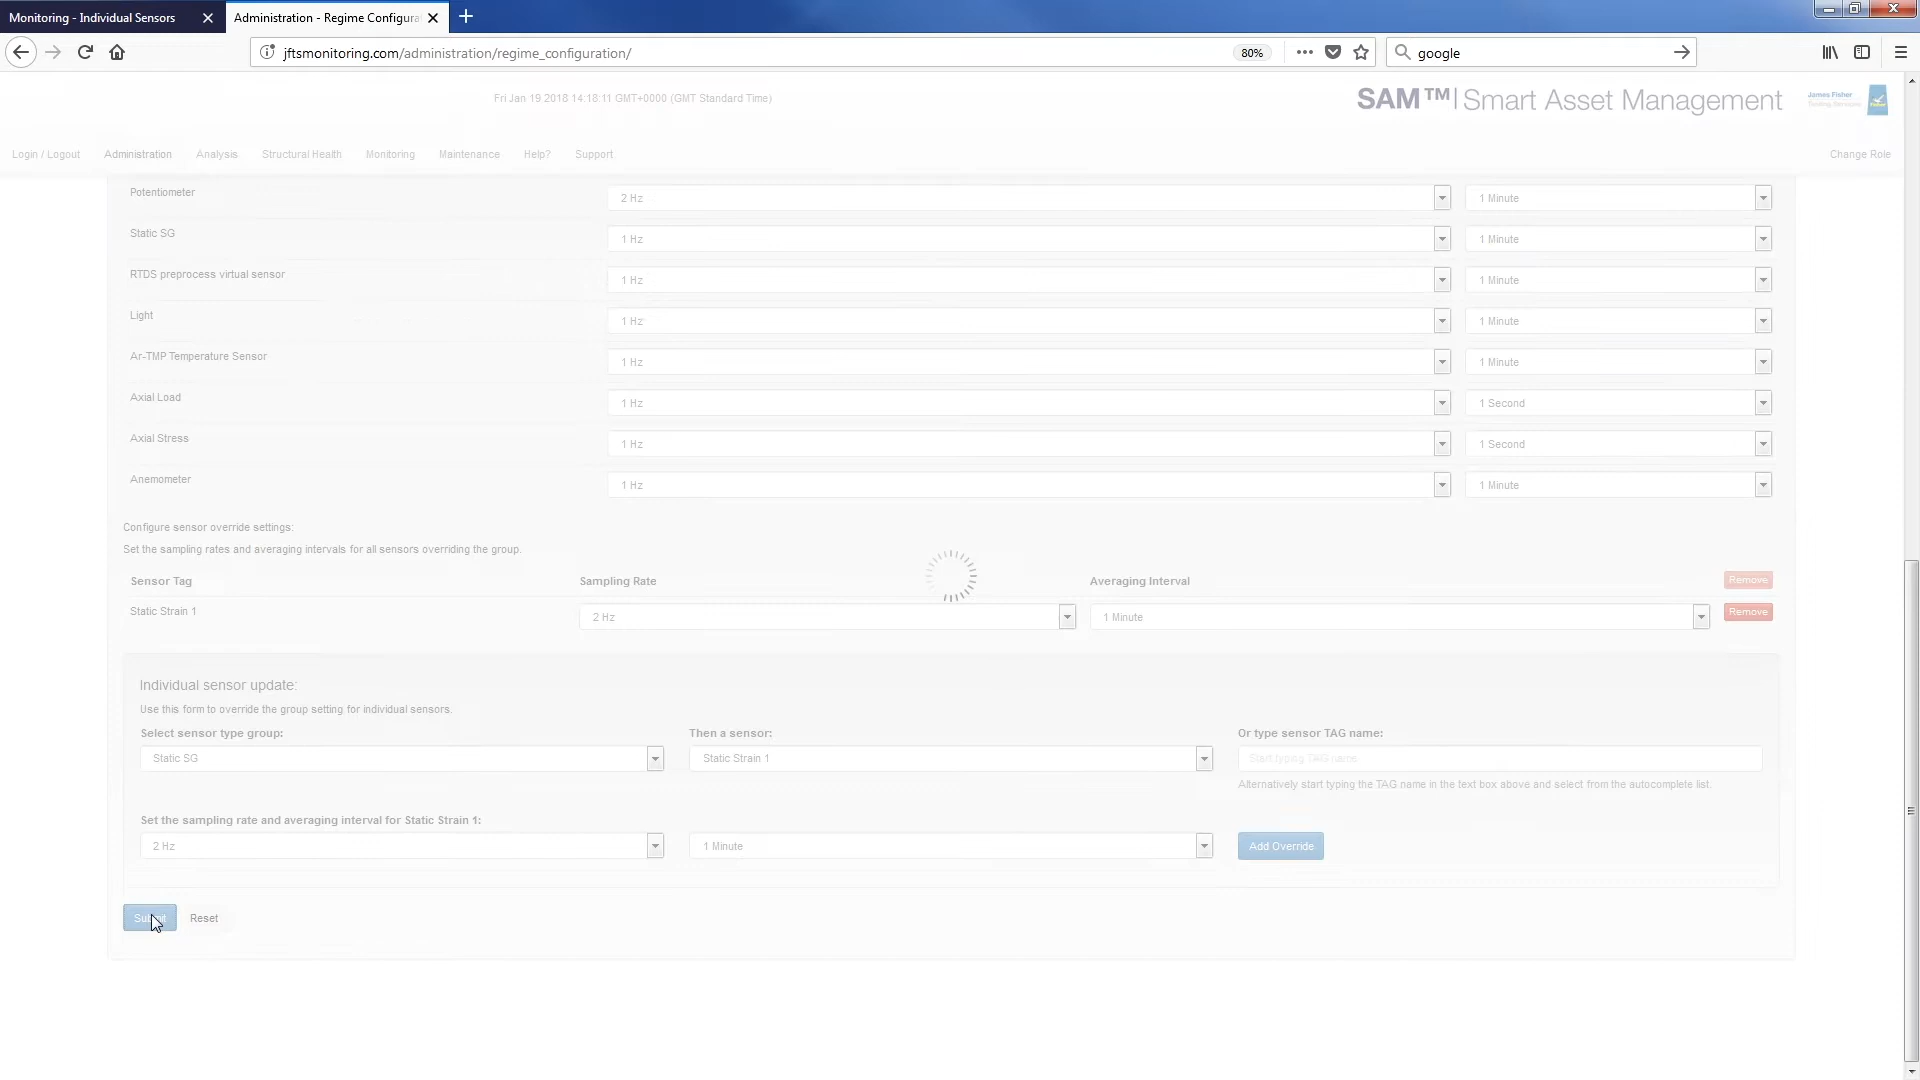 Monitoring - Individual Sensors
Administration - Regime Configura
jftsmonitoring.com/administration/regime_configuration/
80%
google
Fri Jan 19 2018 14:18:11 GMT+0000 (GMT Standard Time)
SAM™| Smart Asset Management
James Fisher
Testing Services
Login / Logout
Administration
Analysis
Structural Health
Monitoring
Maintenance
Help?
Support
Change Role
Potentiometer
2 Hz
1 Minute
Static SG
1 Hz
1 Minute
RTDS preprocess virtual sensor
1 Hz
1 Minute
Light
1 Hz
1 Minute
Ar-TMP Temperature Sensor
1 Hz
1 Minute
Axial Load
1 Hz
1 Second
Axial Stress
1 Hz
1 Second
Anemometer
1 Hz
1 Minute
Configure sensor override settings:
Set the sampling rates and averaging intervals for all sensors overriding the group.
Sensor Tag
Sampling Rate
Averaging Interval
Remove
Static Strain 1
2 Hz
1 Minute
Remove
Individual sensor update:
Use this form to override the group setting for individual sensors.
Select sensor type group:
Then a sensor:
Or type sensor TAG name:
Static SG
Static Strain 1
Start typing TAG name
Alternatively start typing the TAG name in the text box above and select from the autocomplete list.
Set the sampling rate and averaging interval for Static Strain 1:
2 Hz
1 Minute
Add Override
Submit
Reset